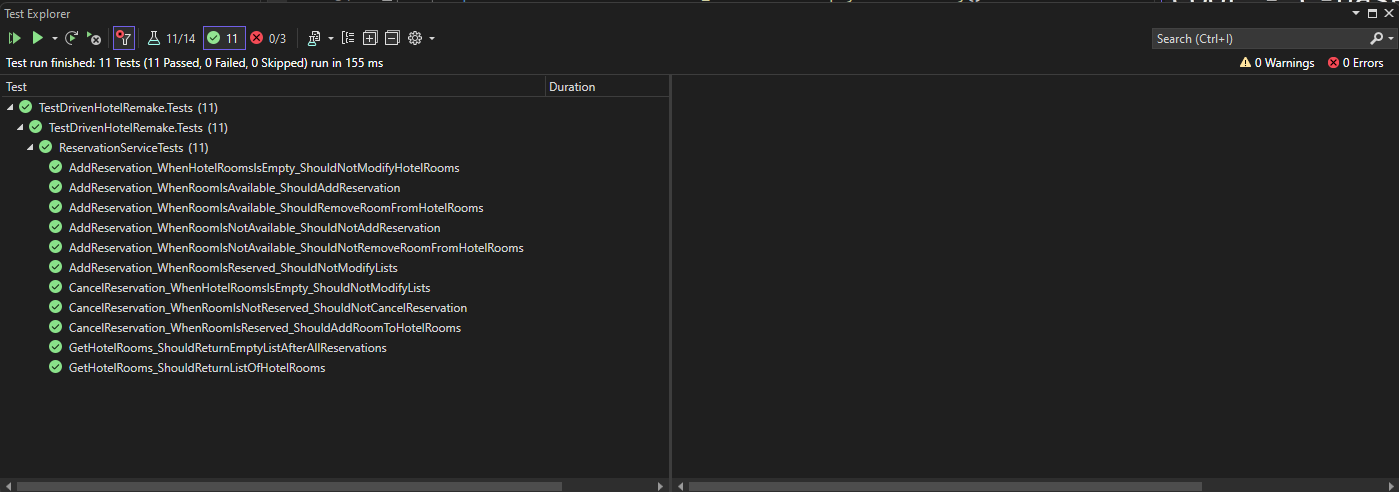 Test Explorer
11/14 11 0/3 Search (Ctrl+I)
Test run finished: 11 Tests (11 Passed, 0 Failed, 0 Skipped) run in 155 ms 0 Warnings 0 Errors
Test Duration
TestDrivenHotelRemake.Tests (11)
TestDrivenHotelRemake.Tests (11)
ReservationServiceTests (11)
AddReservation_WhenHotelRoomsIsEmpty_ShouldNotModifyHotelRooms
AddReservation_WhenRoomIsAvailable_ShouldAddReservation
AddReservation_WhenRoomIsAvailable_ShouldRemoveRoomFromHotelRooms
AddReservation_WhenRoomIsNotAvailable_ShouldNotAddReservation
AddReservation_WhenRoomIsNotAvailable_ShouldNotRemoveRoomFromHotelRooms
AddReservation_WhenRoomIsReserved_ShouldNotModifyLists
CancelReservation_WhenHotelRoomsIsEmpty_ShouldNotModifyLists
CancelReservation_WhenRoomIsNotReserved_ShouldNotCancelReservation
CancelReservation_WhenRoomIsReserved_ShouldAddRoomToHotelRooms
GetHotelRooms_ShouldReturnEmptyListAfterAllReservations
GetHotelRooms_ShouldReturnListOfHotelRooms